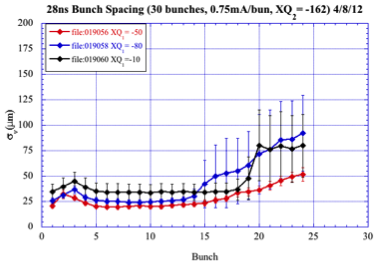 28ns Bunch Spacing (30 bunches, 0.75mA/bun, XQ2= -162) 4/8/12
200
file:019056 XQ1= -50
file:019058 XQ1= -80
file:019060 XQ1=-10
175
150
125
100
75
50
25
0
σv(μm)
0 5 10 15 20 25 30
Bunch